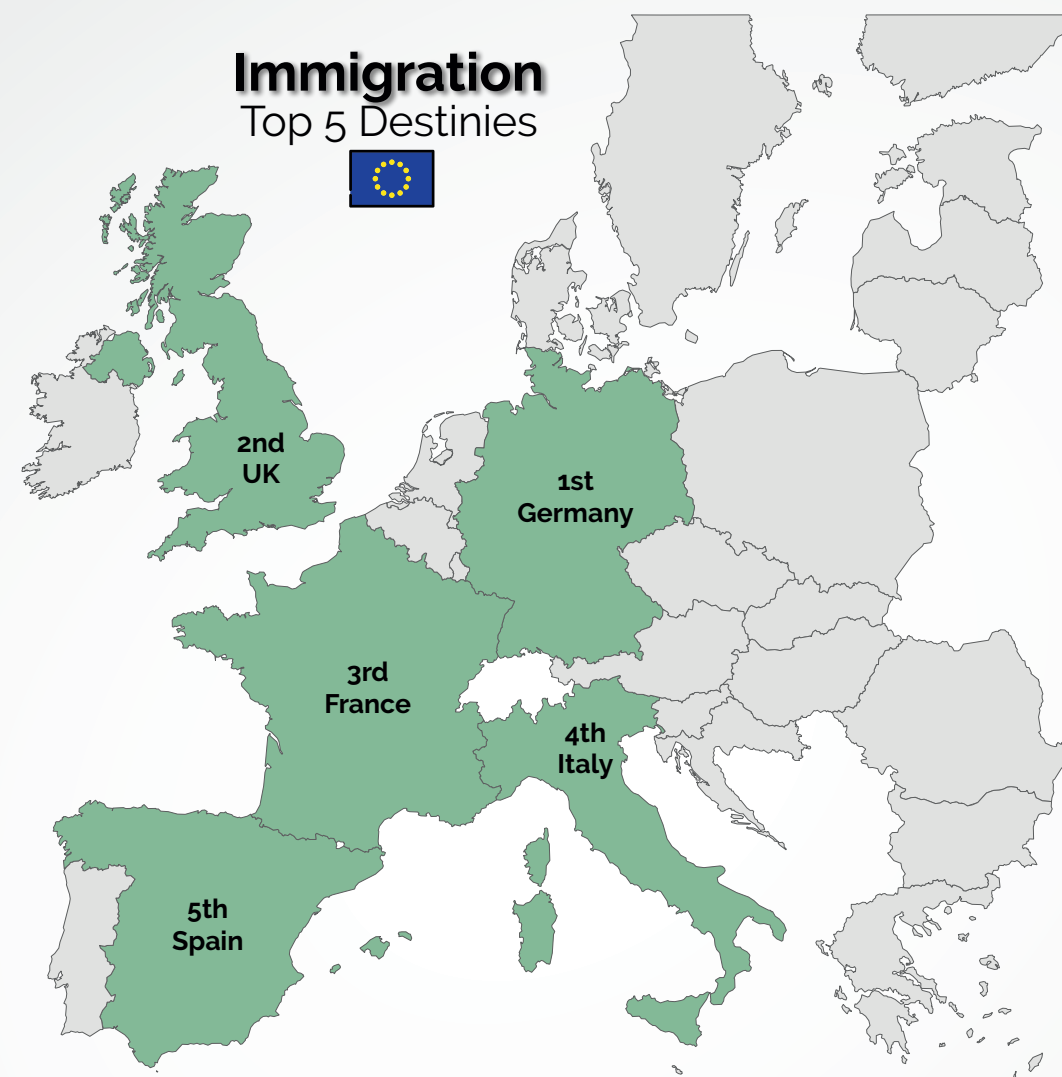 Immigration
Top 5 Destinies
2nd
UK
1st
Germany
3rd
France
4th
Italy
5th
Spain